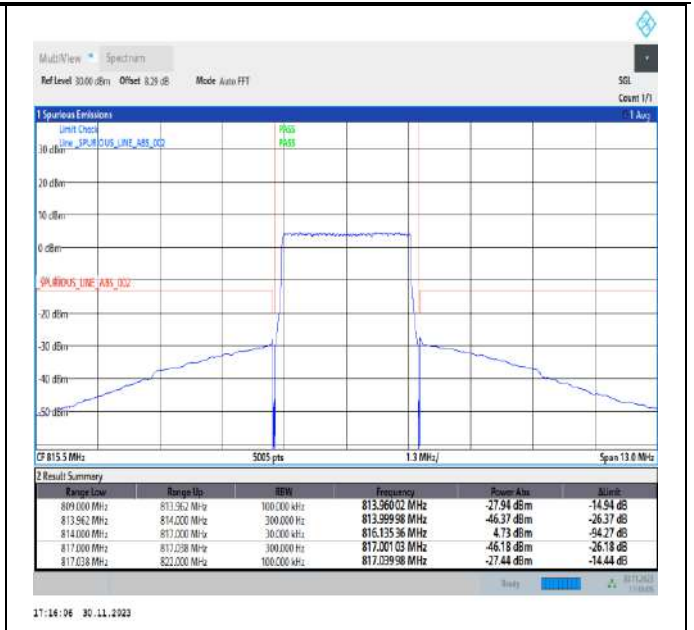 MultiView Spectrum
Ref Level 30.00 dBm Offset 8.29 dB Mode Auto FFT SGL
Count 1/1
1 Spurious Emissions 1 Avg
Limit Check PASS
Line _SPURIOUS_LINE_ABS_002 PASS
30 dBm
20 dBm
10 dBm
0 dBm
SPURIOUS_LINE_ABS_002
-20 dBm
-30 dBm
-40 dBm
-50 dBm
CF 815.5 MHz 5005 pts 1.3 MHz/ Span 13.0 MHz
2 Result Summary
Range Low Range Up RBW Frequency Power Abs ΔLimit
809.000 MHz 813.962 MHz 100.000 kHz 813.96002 MHz -27.94 dBm -14.94 dB
813.962 MHz 814.000 MHz 300.000 Hz 813.99998 MHz -46.37 dBm -26.37 dB
814.000 MHz 817.000 MHz 30.000 kHz 816.13536 MHz 4.73 dBm -94.27 dB
817.000 MHz 817.038 MHz 300.000 Hz 817.00103 MHz -46.18 dBm -26.18 dB
817.038 MHz 822.000 MHz 100.000 kHz 817.03998 MHz -27.44 dBm -14.44 dB
Ready 30.11.2023
17:16:06 30.11.2023